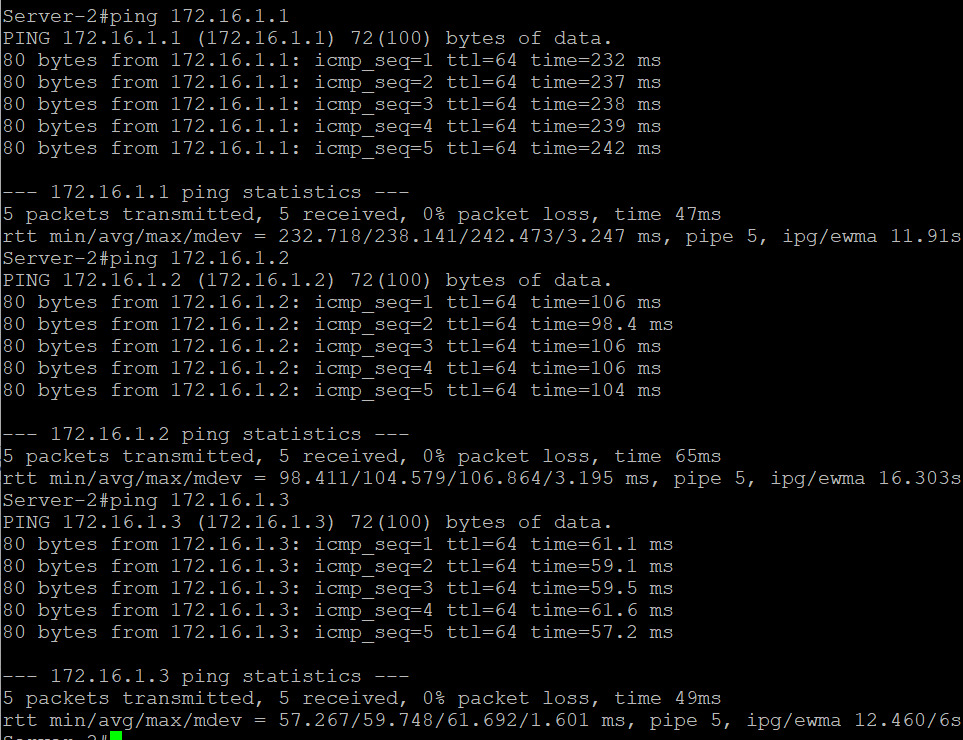 Server-2#ping 172.16.1.1
PING 172.16.1.1 (172.16.1.1) 72(100) bytes of data.
80 bytes from 172.16.1.1: icmp_seq=1 ttl=64 time=232 ms
80 bytes from 172.16.1.1: icmp_seq=2 ttl=64 time=237 ms
80 bytes from 172.16.1.1: icmp_seq=3 ttl=64 time=238 ms
80 bytes from 172.16.1.1: icmp_seq=4 ttl=64 time=239 ms
80 bytes from 172.16.1.1: icmp_seq=5 ttl=64 time=242 ms

--- 172.16.1.1 ping statistics ---
5 packets transmitted, 5 received, 0% packet loss, time 47ms
rtt min/avg/max/mdev = 232.718/238.141/242.473/3.247 ms, pipe 5, ipg/ewma 11.91s
Server-2#ping 172.16.1.2
PING 172.16.1.2 (172.16.1.2) 72(100) bytes of data.
80 bytes from 172.16.1.2: icmp_seq=1 ttl=64 time=106 ms
80 bytes from 172.16.1.2: icmp_seq=2 ttl=64 time=98.4 ms
80 bytes from 172.16.1.2: icmp_seq=3 ttl=64 time=106 ms
80 bytes from 172.16.1.2: icmp_seq=4 ttl=64 time=106 ms
80 bytes from 172.16.1.2: icmp_seq=5 ttl=64 time=104 ms

--- 172.16.1.2 ping statistics ---
5 packets transmitted, 5 received, 0% packet loss, time 65ms
rtt min/avg/max/mdev = 98.411/104.579/106.864/3.195 ms, pipe 5, ipg/ewma 16.303s
Server-2#ping 172.16.1.3
PING 172.16.1.3 (172.16.1.3) 72(100) bytes of data.
80 bytes from 172.16.1.3: icmp_seq=1 ttl=64 time=61.1 ms
80 bytes from 172.16.1.3: icmp_seq=2 ttl=64 time=59.1 ms
80 bytes from 172.16.1.3: icmp_seq=3 ttl=64 time=59.5 ms
80 bytes from 172.16.1.3: icmp_seq=4 ttl=64 time=61.6 ms
80 bytes from 172.16.1.3: icmp_seq=5 ttl=64 time=57.2 ms

--- 172.16.1.3 ping statistics ---
5 packets transmitted, 5 received, 0% packet loss, time 49ms
rtt min/avg/max/mdev = 57.267/59.748/61.692/1.601 ms, pipe 5, ipg/ewma 12.460/6s
Server-2#